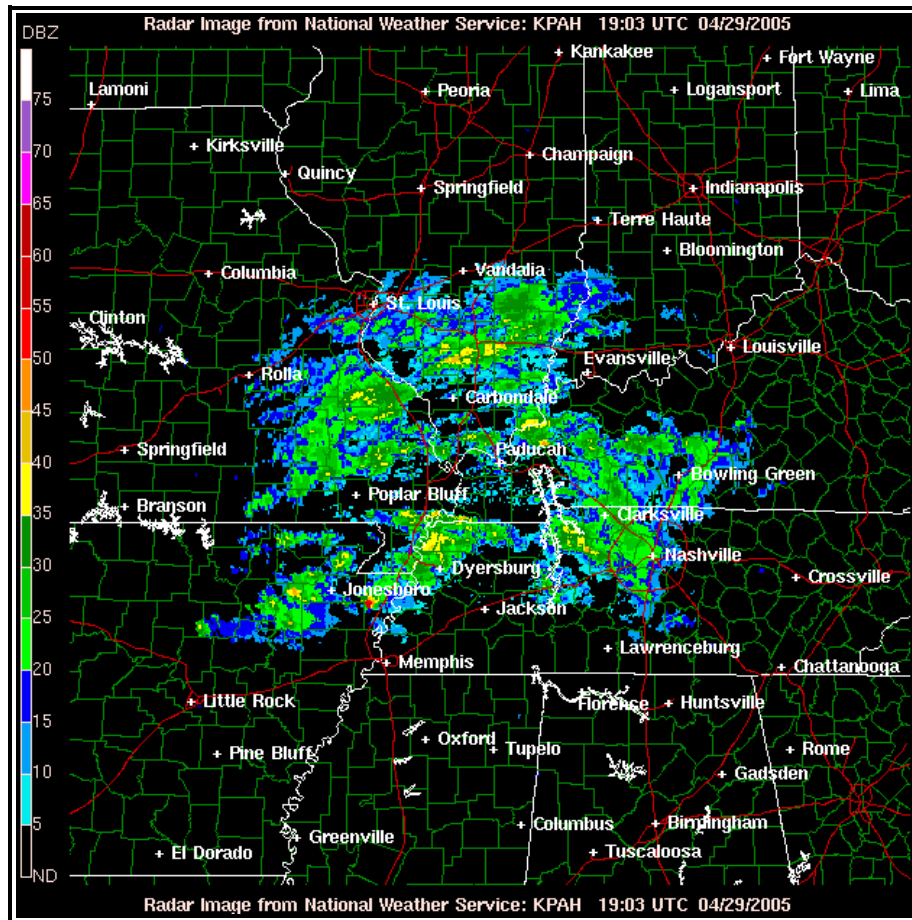 Radar Image from National Weather Service: KPAH 19:03 UTC 04/29/2005
DBZ
Kankakee
Fort Wayne
Lamoni
Peoria
Logansport
Lima
75
Kirksville
70
Champaign
Quincy
Springfield
Indianapolis
65
Terre Haute
60
Bloomington
Columbia
Vandalia
55
St. Louis
Clinton
Louisville
50
Evansville
Rolla
45
Carbondale
Springfield
Paducah
40
Bowling Green
Poplar Bluff
Branson
35
Clarksville
Nashville
30
Dyersburg
Crossville
Jonesboro
25
Jackson
Lawrenceburg
20
Memphis
Chattanooga
Little Rock
Florence
Huntsville
15
Oxford
Tupelo
Rome
Pine Bluff
10
Gadsden
5
Columbus
Birmingham
Greenville
El Dorado
Tuscaloosa
ND
Radar Image from National Weather Service: KPAH 19:03 UTC 04/29/2005